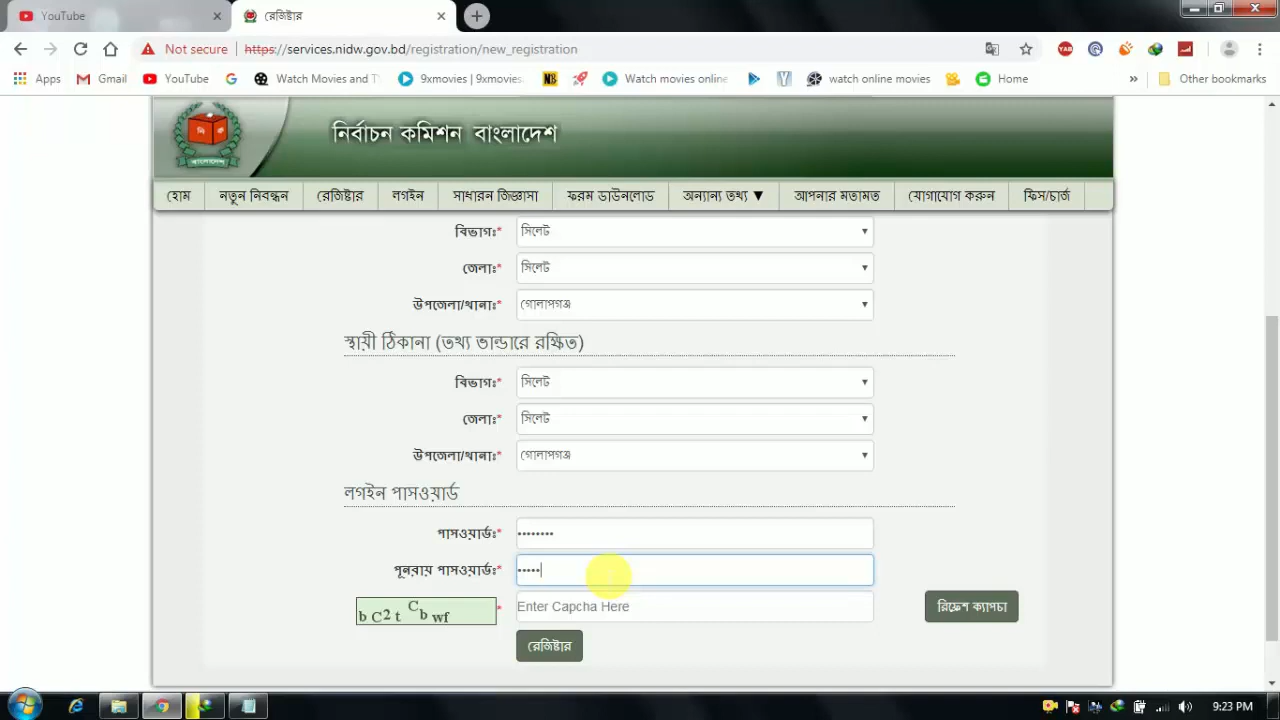 YouTube
রেজিষ্টার
Not secure https://services.nidw.gov.bd/registration/new_registration
Apps Gmail YouTube Watch Movies and T 9xmovies | 9xmovies. Watch movies online watch online movies Home » Other bookmarks
নির্বাচন কমিশন বাংলাদেশ
হোম নতুন নিবন্ধন রেজিষ্টার লগইন সাধারন জিজ্ঞাসা ফরম ডাউনলোড অন্যান্য তথ্য ▼ আপনার মতামত যোগাযোগ করুন ফিস/চার্জ
বিভাগঃ* সিলেট
জেলাঃ* সিলেট
উপজেলা/থানাঃ* গোলাপগঞ্জ
স্থায়ী ঠিকানা (তথ্য ভান্ডারে রক্ষিত)
বিভাগঃ* সিলেট
জেলাঃ* সিলেট
উপজেলা/থানাঃ* গোলাপগঞ্জ
লগইন পাসওয়ার্ড
পাসওয়ার্ডঃ* ••••••••
পূনরায় পাসওয়ার্ডঃ* •••••
b C 2 t C b wf * Enter Capcha Here রিফ্রেশ ক্যাপচা
রেজিষ্টার
9:23 PM